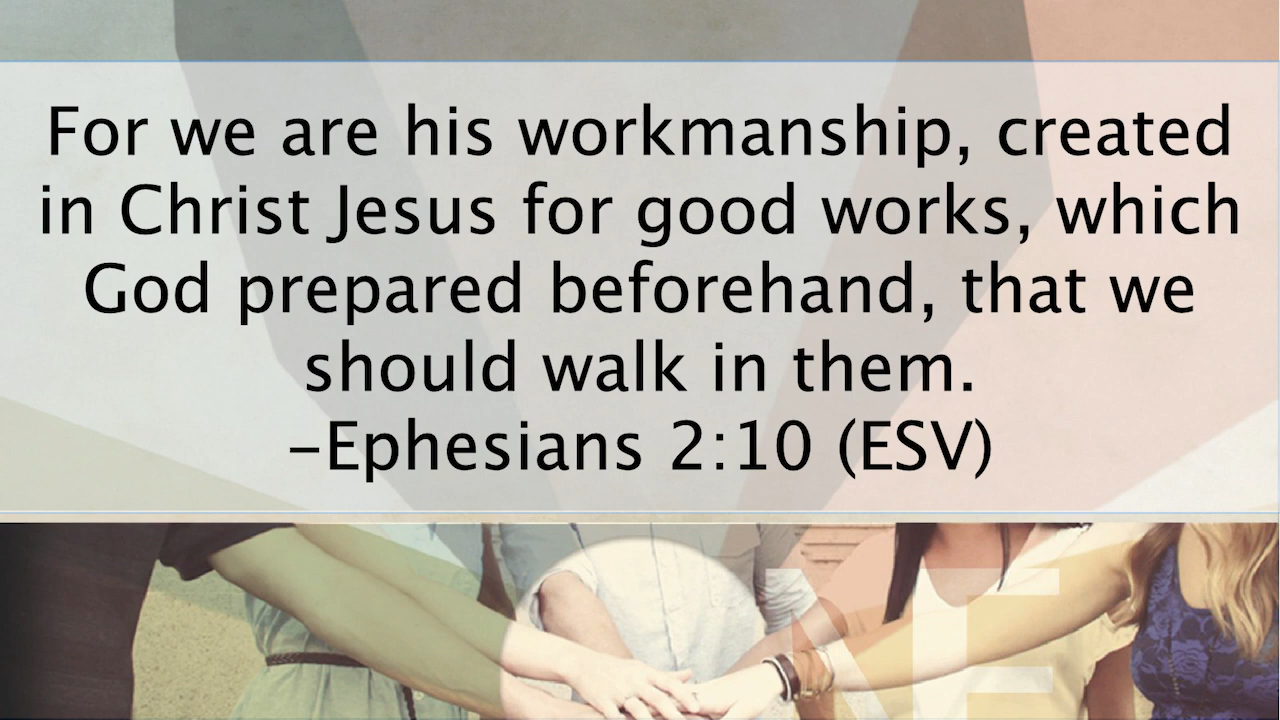 For we are his workmanship, created
in Christ Jesus for good works, which
God prepared beforehand, that we
should walk in them.
–Ephesians 2:10 (ESV)
NE